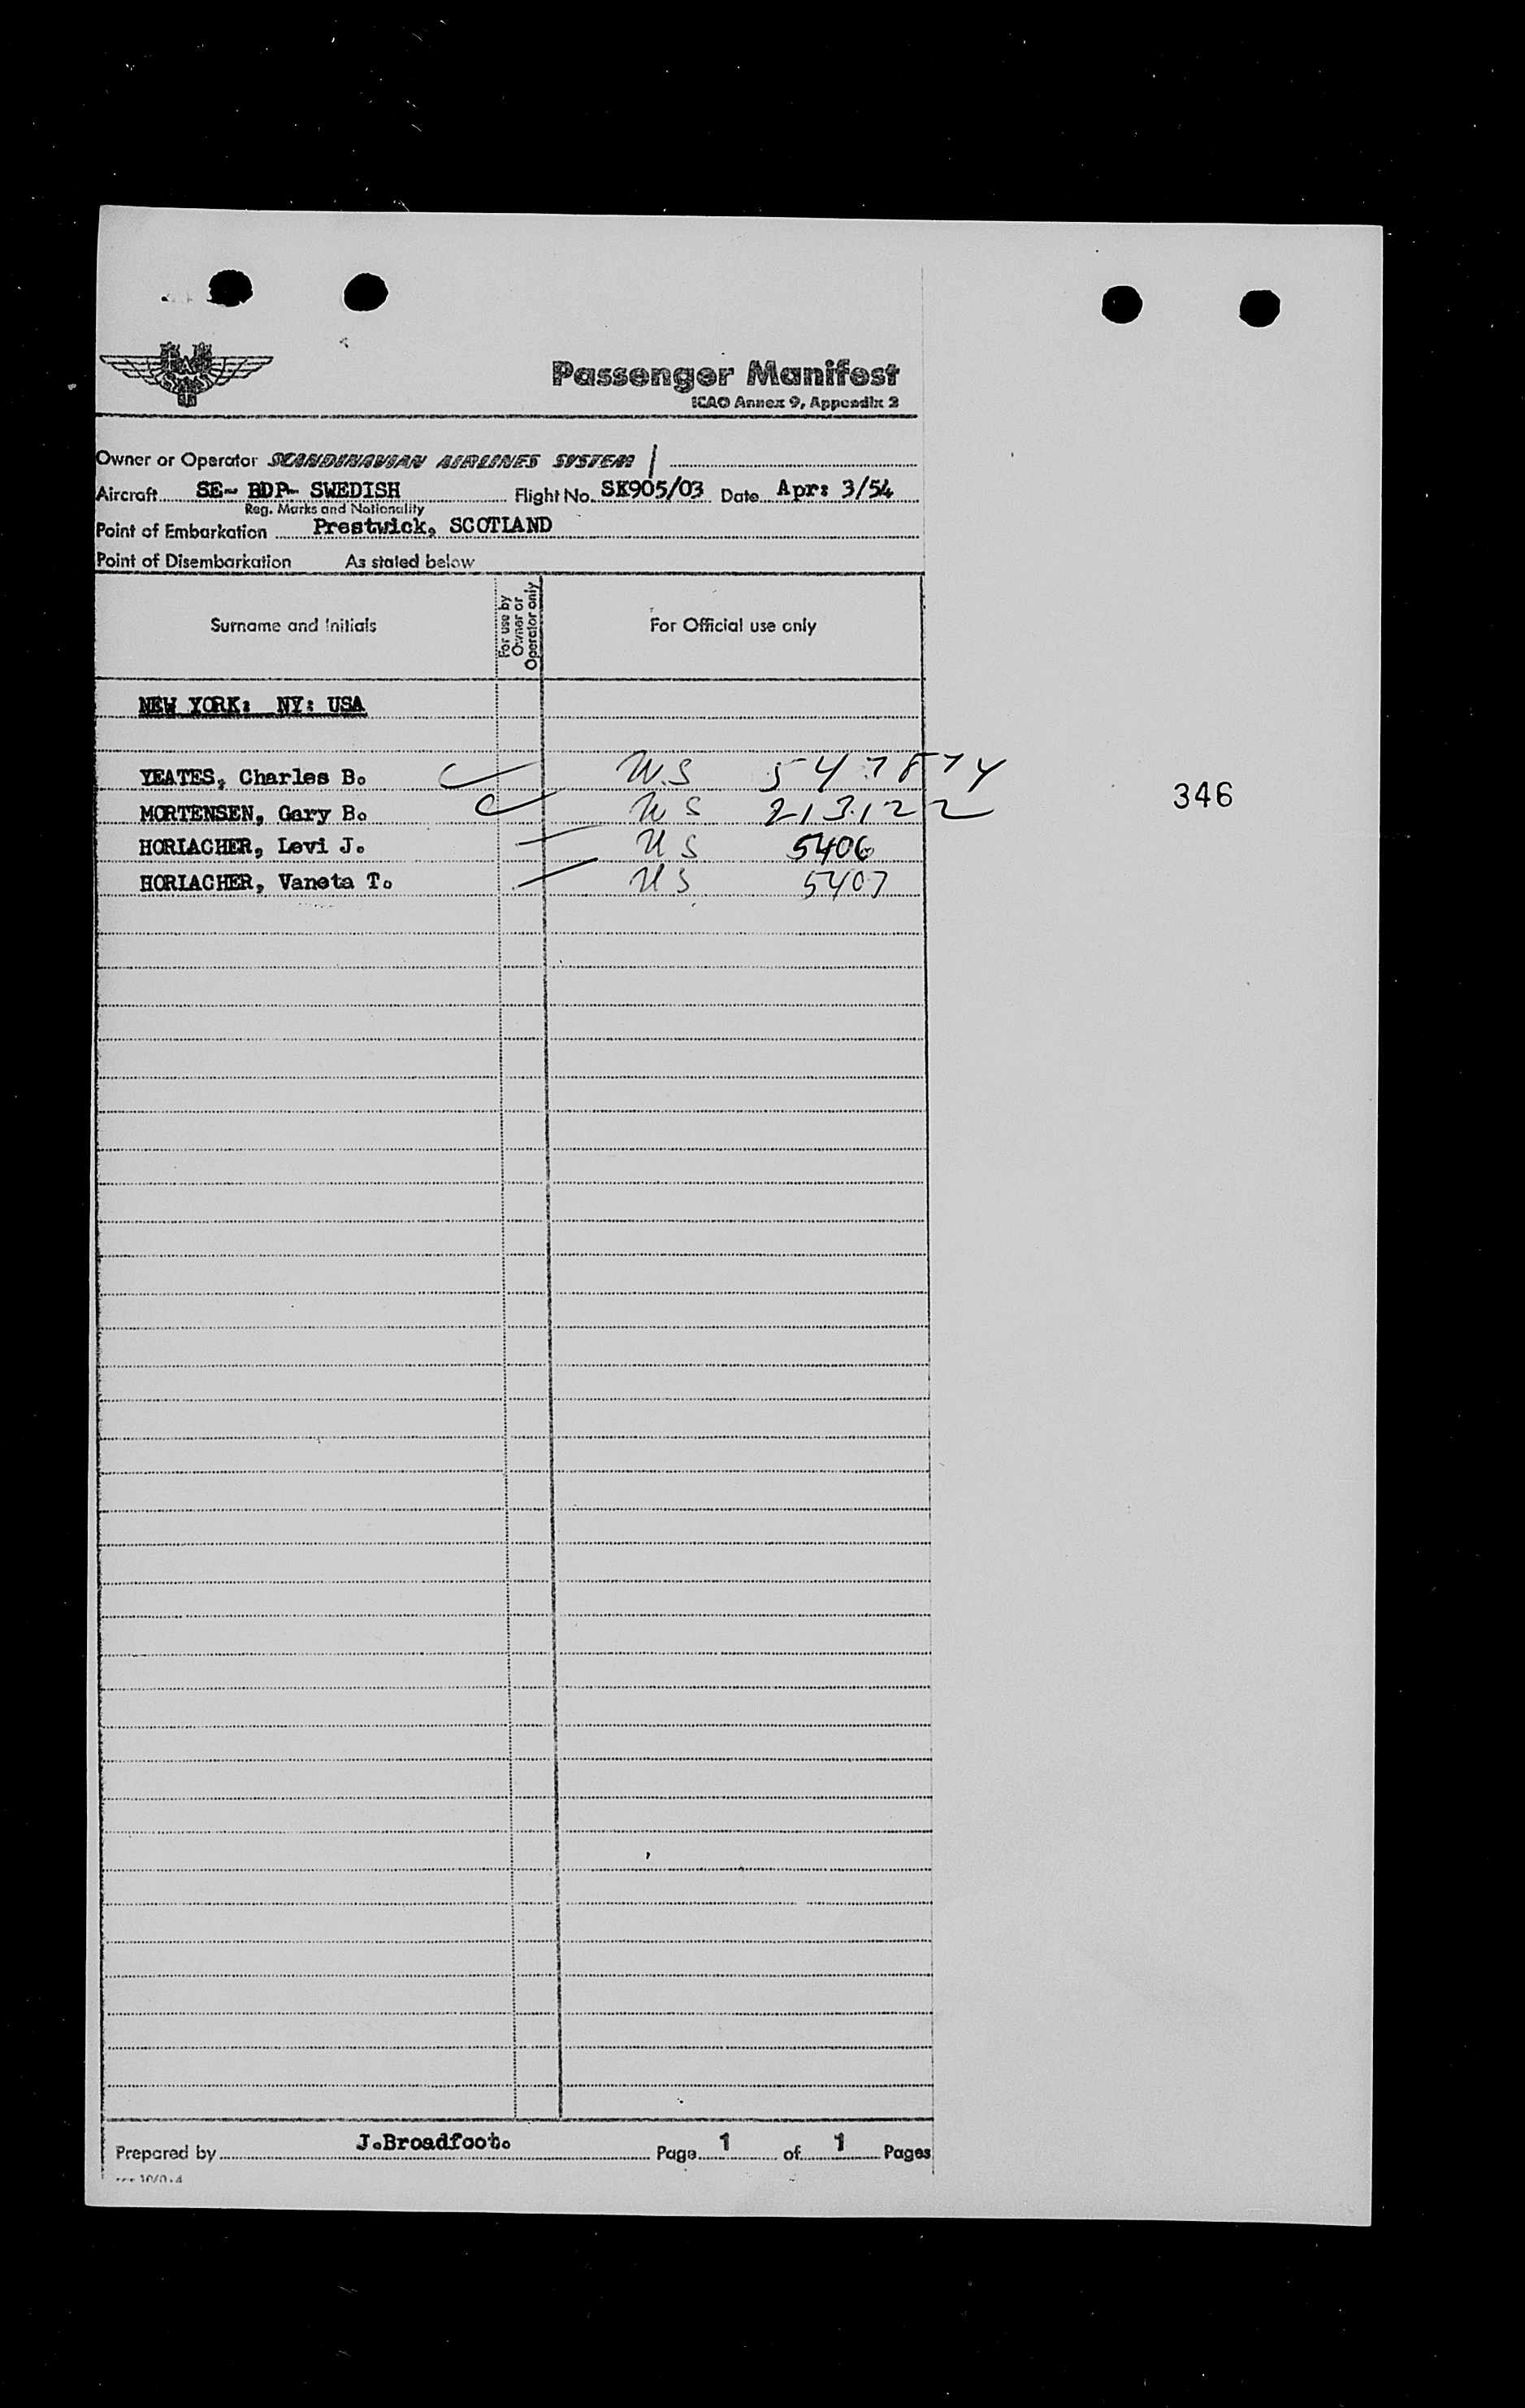 Passenger Manifest
ICAO Annex 9, Appendix 2
Owner or Operator SCANDINAVIAN AIRLINES SYSTEM
Aircraft SE- BDP- SWEDISH Flight No. SK905/03 Date Apr: 3/54
Reg. Marks and Nationality
Point of Embarkation Prestwick, SCOTLAND
Point of Disembarkation As stated below
Surname and Initials For use by Owner or Operator only For Official use only
NEW YORK: NY: USA
YEATES, Charles B. U.S 547874
MORTENSEN, Gary B. US 213122
346
HORLACHER, Levi J. US 5406
HORLACHER, Vaneta T. US 5407
Prepared by J.Broadfoot. Page 1 of 1 Pages